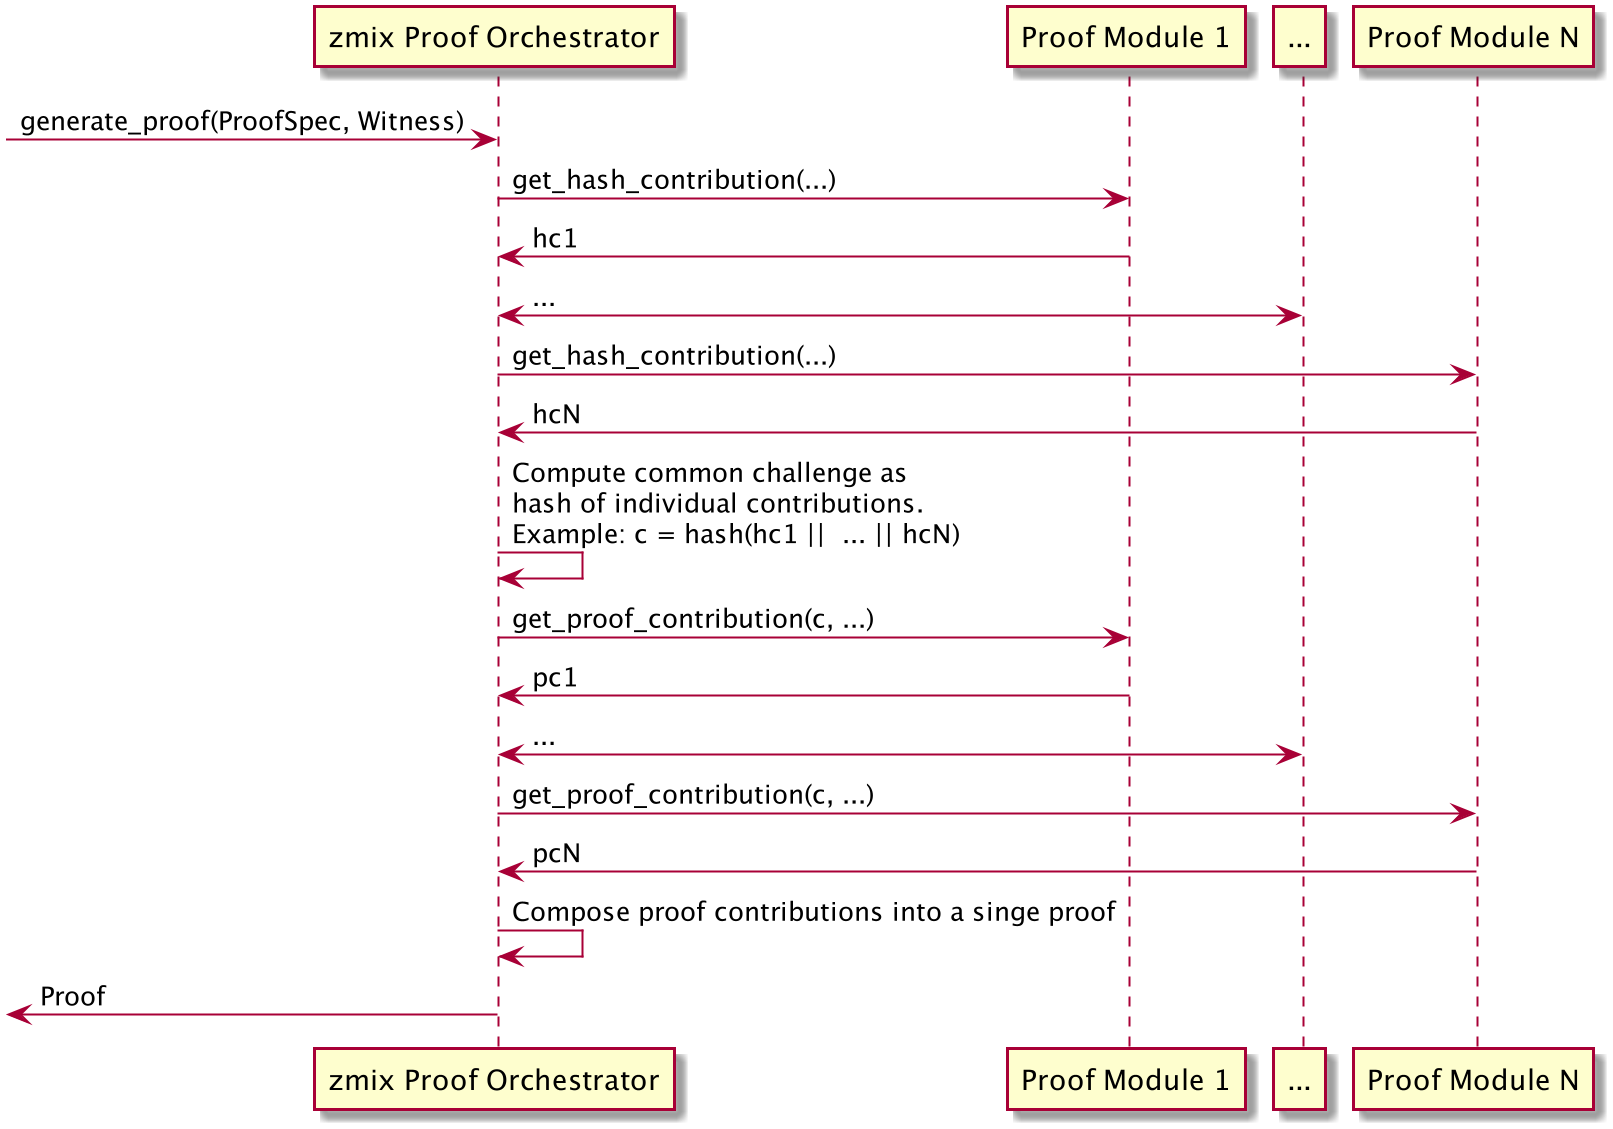 zmix Proof Orchestrator
Proof Module 1
...
Proof Module N
generate_proof(ProofSpec, Witness)
get_hash_contribution(...)
hc1
...
get_hash_contribution(...)
hcN
Compute common challenge as
hash of individual contributions.
Example: c = hash(hc1 ||  ... || hcN)
get_proof_contribution(c, ...)
pc1
...
get_proof_contribution(c, ...)
pcN
Compose proof contributions into a singe proof
Proof
zmix Proof Orchestrator
Proof Module 1
...
Proof Module N